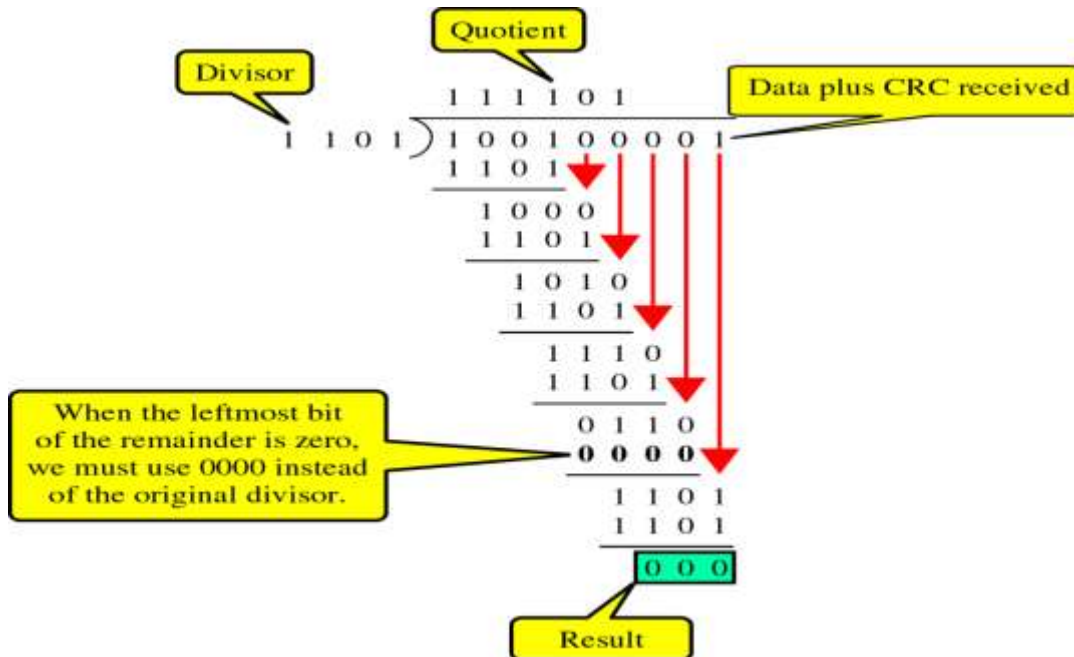 Quotient
Divisor
Data plus CRC received
1 1 1 1 0 1
1 1 0 1 1 0 0 1 0 0 0 0 1
1 1 0 1
1 0 0 0
1 1 0 1
1 0 1 0
1 1 0 1
1 1 1 0
1 1 0 1
When the leftmost bit
of the remainder is zero,
we must use 0000 instead
of the original divisor.
0 1 1 0
0 0 0 0
1 1 0 1
1 1 0 1
0 0 0
Result